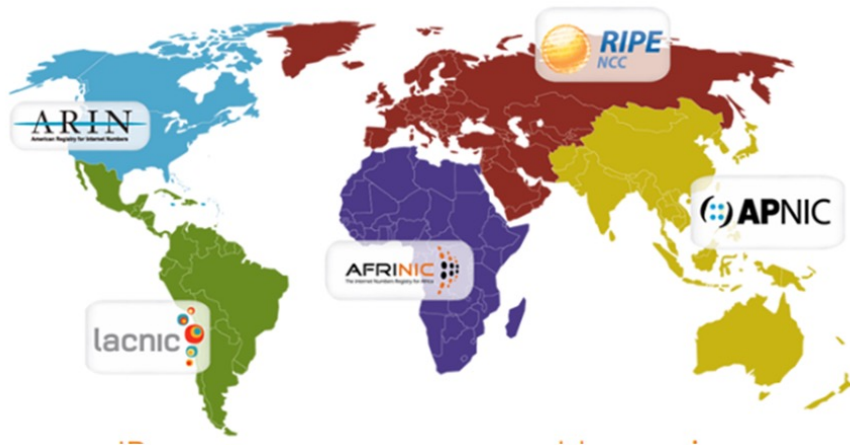 RIPE
NCC
ARIN
American Registry for Internet Numbers
APNIC
AFRINIC
The Internet Numbers Registry for Africa
lacnic